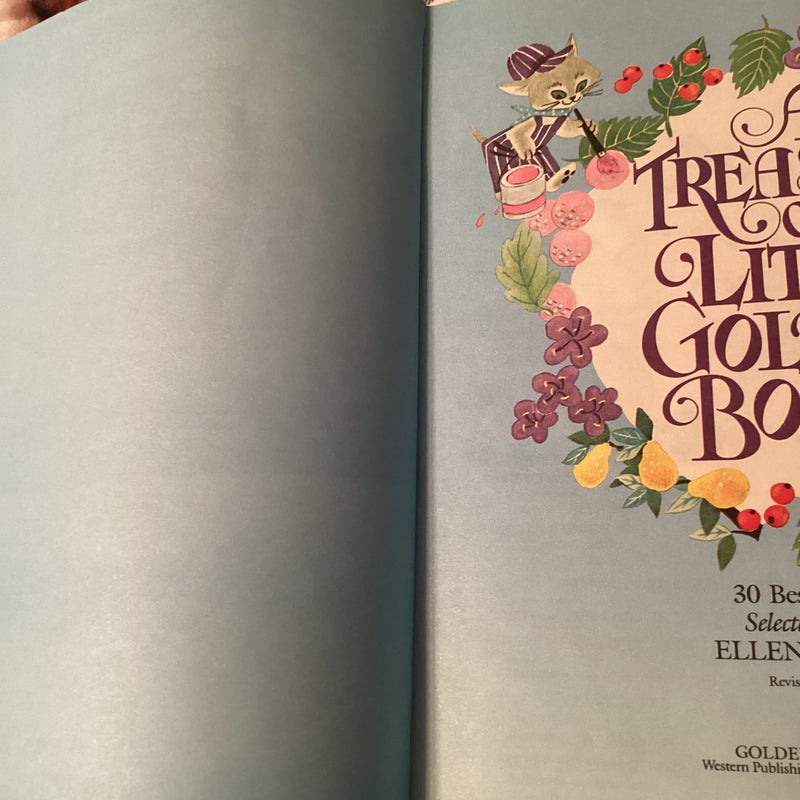 A
TREAS
O
LIT
GOL
BO
30 Bes
Select
ELLEN
Revis
GOLDE
Western Publishi